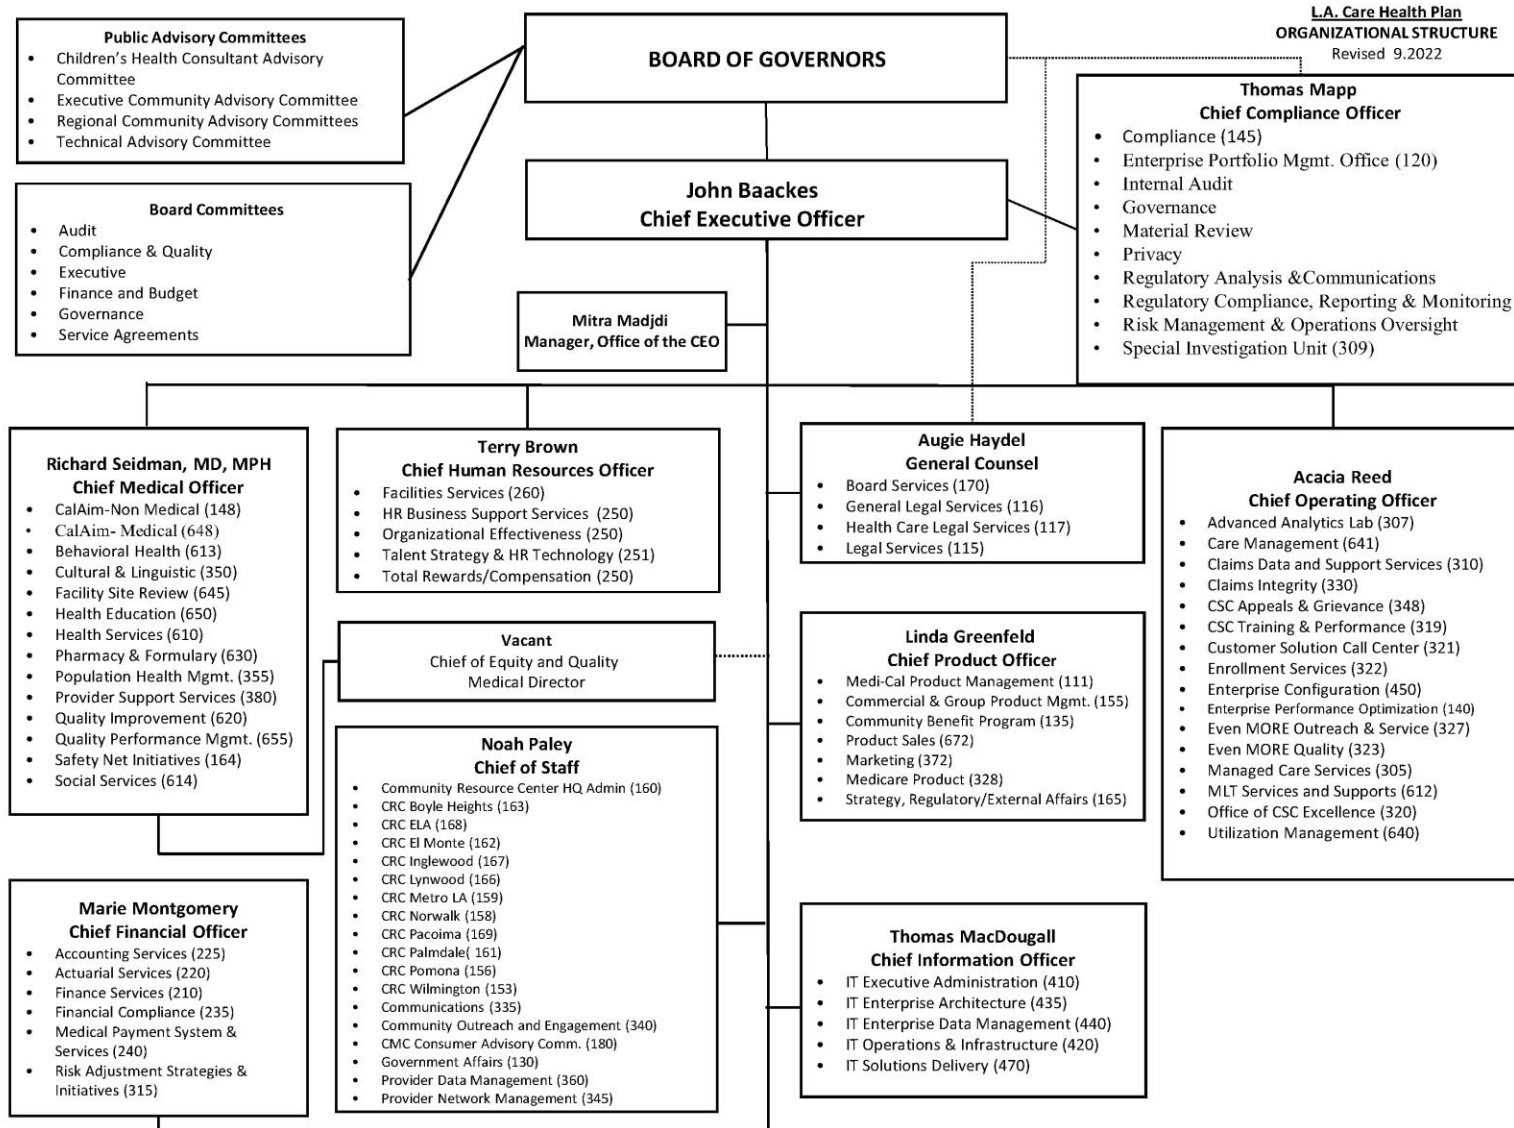 L.A. Care Health Plan
ORGANIZATIONAL STRUCTURE
Revised 9.2022
Public Advisory Committees
• Children's Health Consultant Advisory
Committee
• Executive Community Advisory Committee
• Regional Community Advisory Committees
• Technical Advisory Committee
BOARD OF GOVERNORS
Thomas Mapp
Chief Compliance Officer
• Compliance (145)
• Enterprise Portfolio Mgmt. Office (120)
• Internal Audit
• Governance
• Material Review
• Privacy
• Regulatory Analysis &Communications
• Regulatory Compliance, Reporting & Monitoring
• Risk Management & Operations Oversight
• Special Investigation Unit (309)
Board Committees
• Audit
• Compliance & Quality
• Executive
• Finance and Budget
• Governance
• Service Agreements
John Baackes
Chief Executive Officer
Mitra Madjdi
Manager, Office of the CEO
Richard Seidman, MD, MPH
Chief Medical Officer
• CalAim-Non Medical (148)
• CalAim- Medical (648)
• Behavioral Health (613)
• Cultural & Linguistic (350)
• Facility Site Review (645)
• Health Education (650)
• Health Services (610)
• Pharmacy & Formulary (630)
• Population Health Mgmt. (355)
• Provider Support Services (380)
• Quality Improvement (620)
• Quality Performance Mgmt. (655)
• Safety Net Initiatives (164)
• Social Services (614)
Terry Brown
Chief Human Resources Officer
• Facilities Services (260)
• HR Business Support Services (250)
• Organizational Effectiveness (250)
• Talent Strategy & HR Technology (251)
• Total Rewards/Compensation (250)
Augie Haydel
General Counsel
• Board Services (170)
• General Legal Services (116)
• Health Care Legal Services (117)
• Legal Services (115)
Acacia Reed
Chief Operating Officer
• Advanced Analytics Lab (307)
• Care Management (641)
• Claims Data and Support Services (310)
• Claims Integrity (330)
• CSC Appeals & Grievance (348)
• CSC Training & Performance (319)
• Customer Solution Call Center (321)
• Enrollment Services (322)
• Enterprise Configuration (450)
• Enterprise Performance Optimization (140)
• Even MORE Outreach & Service (327)
• Even MORE Quality (323)
• Managed Care Services (305)
• MLT Services and Supports (612)
• Office of CSC Excellence (320)
• Utilization Management (640)
Vacant
Chief of Equity and Quality
Medical Director
Linda Greenfeld
Chief Product Officer
• Medi-Cal Product Management (111)
• Commercial & Group Product Mgmt. (155)
• Community Benefit Program (135)
• Product Sales (672)
• Marketing (372)
• Medicare Product (328)
• Strategy, Regulatory/External Affairs (165)
Noah Paley
Chief of Staff
• Community Resource Center HQ Admin (160)
• CRC Boyle Heights (163)
• CRC ELA (168)
• CRC El Monte (162)
• CRC Inglewood (167)
• CRC Lynwood (166)
• CRC Metro LA (159)
• CRC Norwalk (158)
• CRC Pacoima (169)
• CRC Palmdale( 161)
• CRC Pomona (156)
• CRC Wilmington (153)
• Communications (335)
• Community Outreach and Engagement (340)
• CMC Consumer Advisory Comm. (180)
• Government Affairs (130)
• Provider Data Management (360)
• Provider Network Management (345)
Marie Montgomery
Chief Financial Officer
• Accounting Services (225)
• Actuarial Services (220)
• Finance Services (210)
• Financial Compliance (235)
• Medical Payment System &
Services (240)
• Risk Adjustment Strategies &
Initiatives (315)
Thomas MacDougall
Chief Information Officer
• IT Executive Administration (410)
• IT Enterprise Architecture (435)
• IT Enterprise Data Management (440)
• IT Operations & Infrastructure (420)
• IT Solutions Delivery (470)